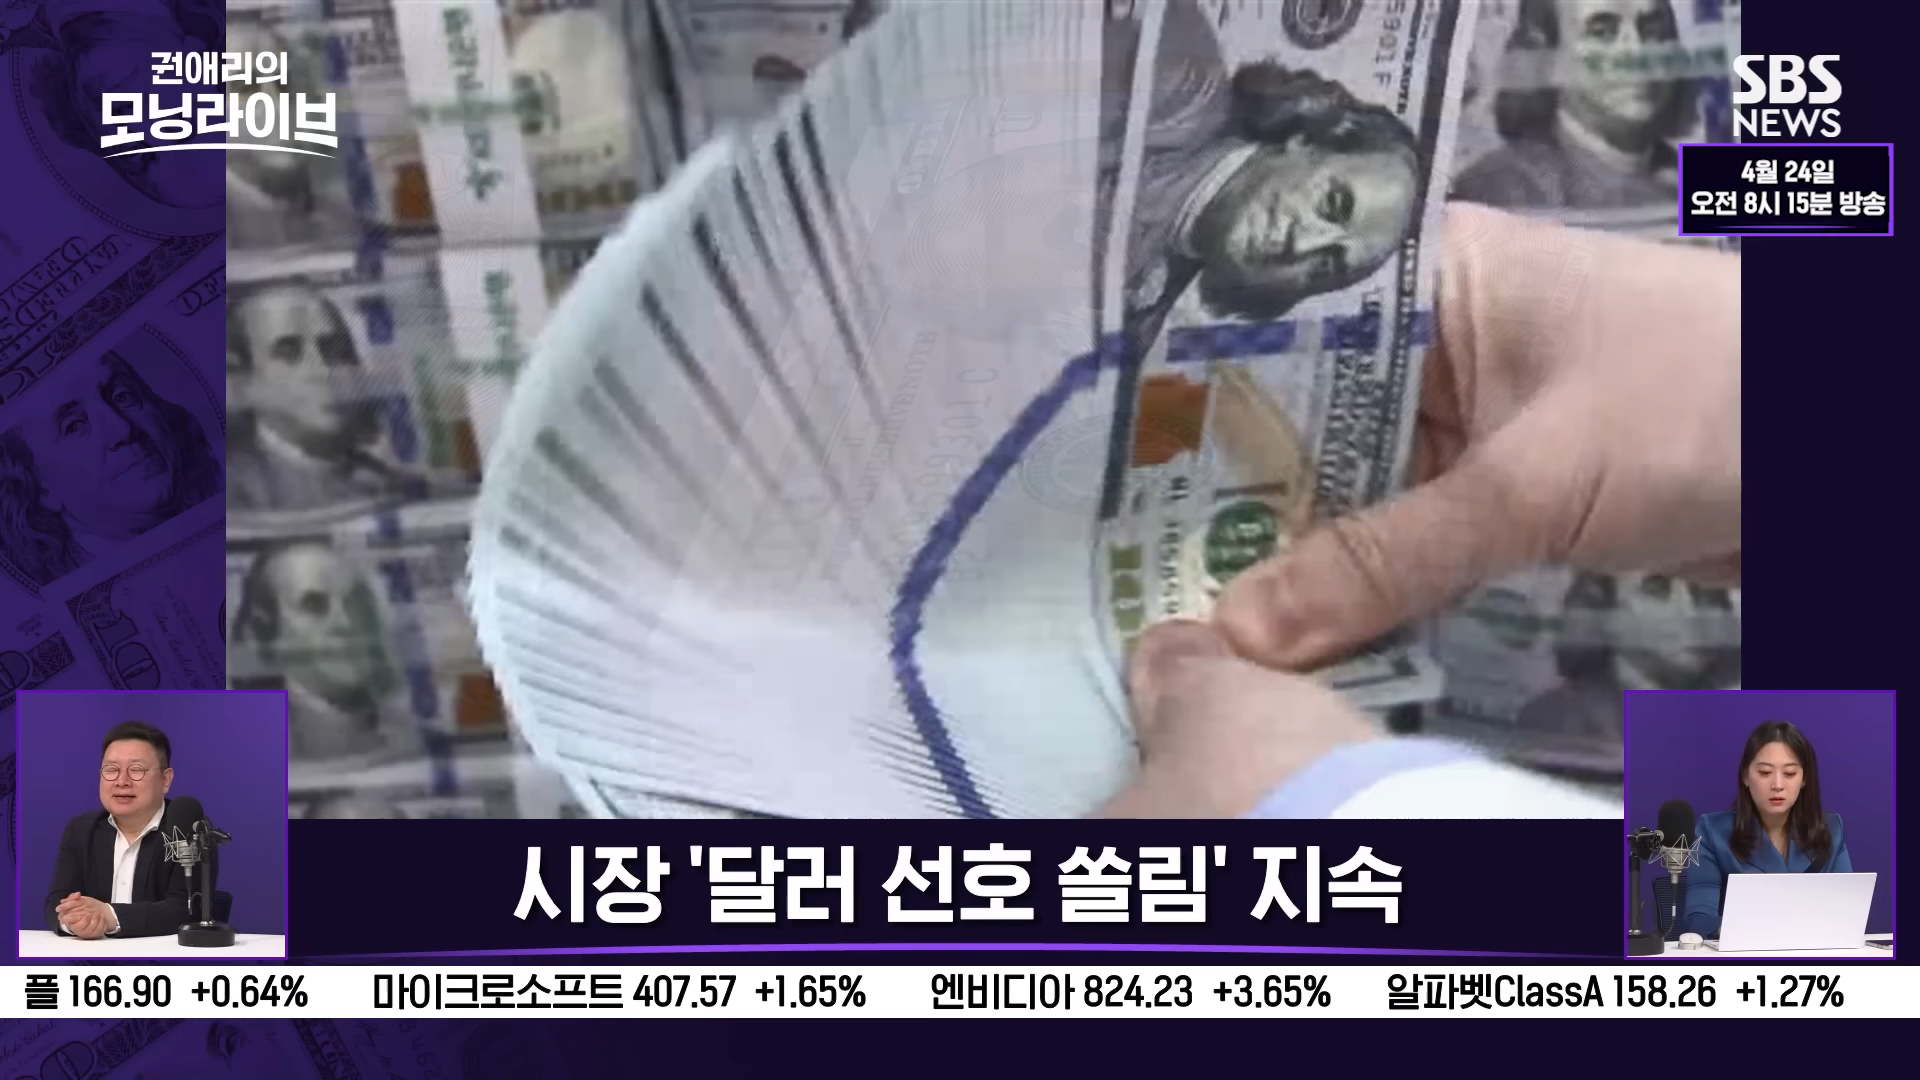 권애리의
모닝라이브
SBS
NEWS
4월 24일
오전 8시 15분 방송
시장 '달러 선호 쏠림' 지속
플 166.90 +0.64% 마이크로소프트 407.57 +1.65% 엔비디아 824.23 +3.65% 알파벳ClassA 158.26 +1.27%